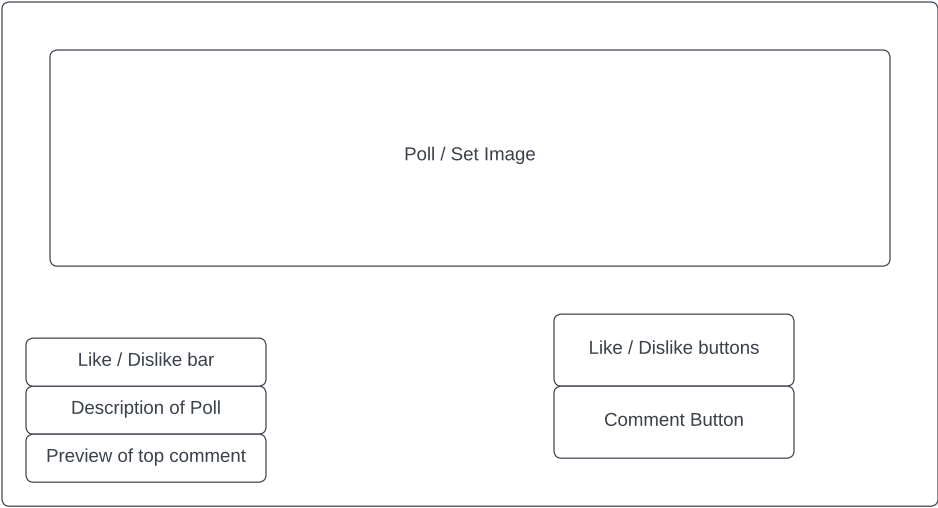 Poll / Set Image
Like / Dislike bar
Description of Poll
Preview of top comment
Like / Dislike buttons
Comment Button